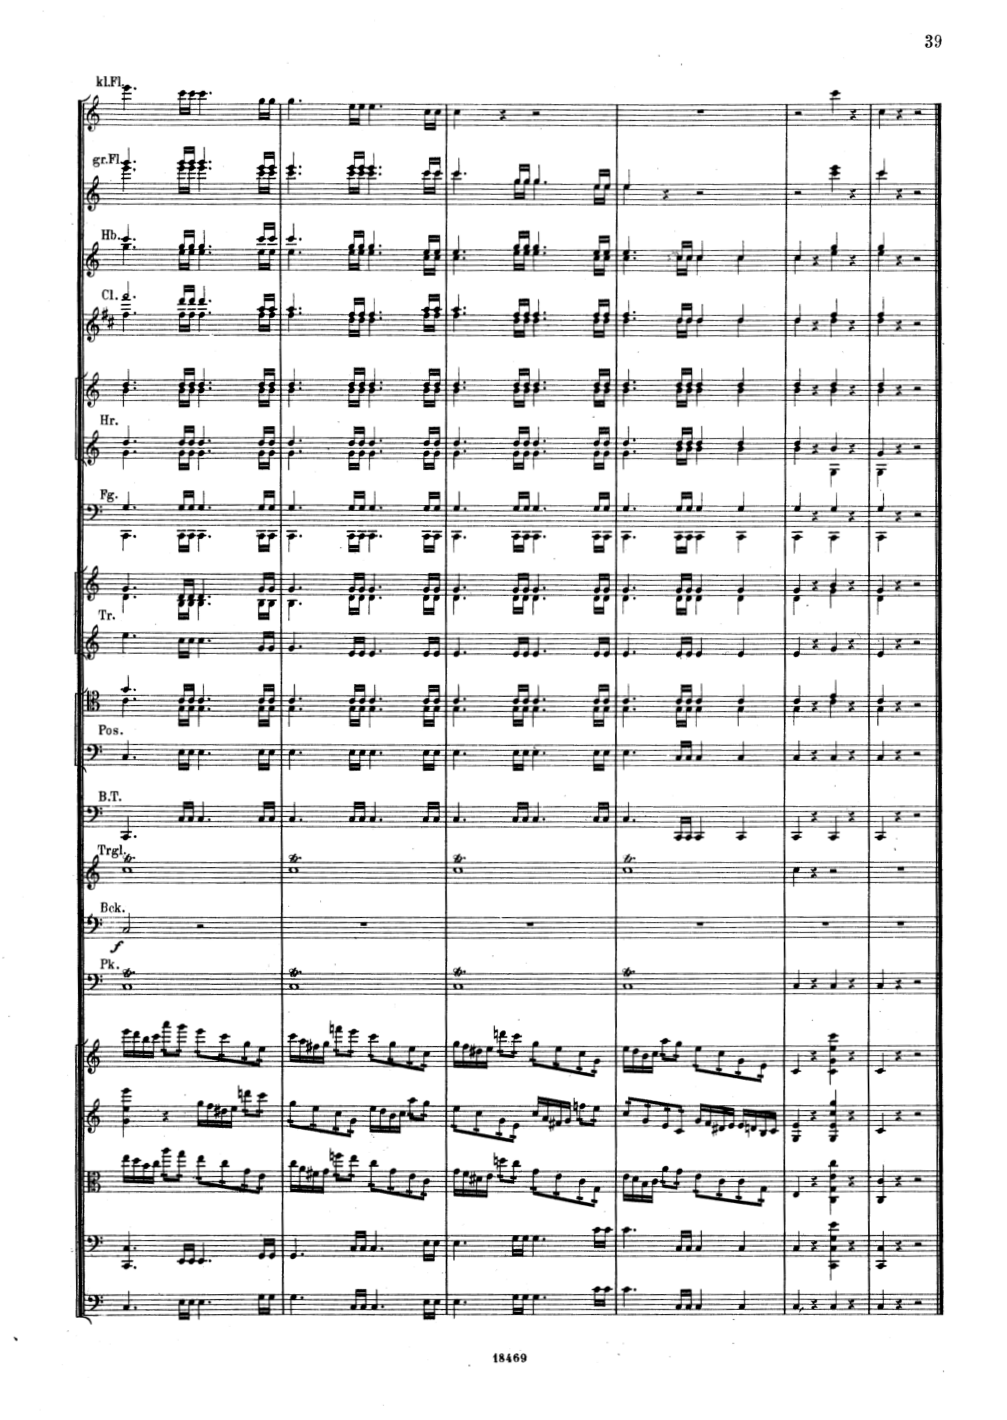 39
kl.Fl.
gr.Fl.
Hb.
Cl.
Hr.
Fg.
Tr.
Pos.
B.T.
Trgl.
Bck.
f
Pk.
18469